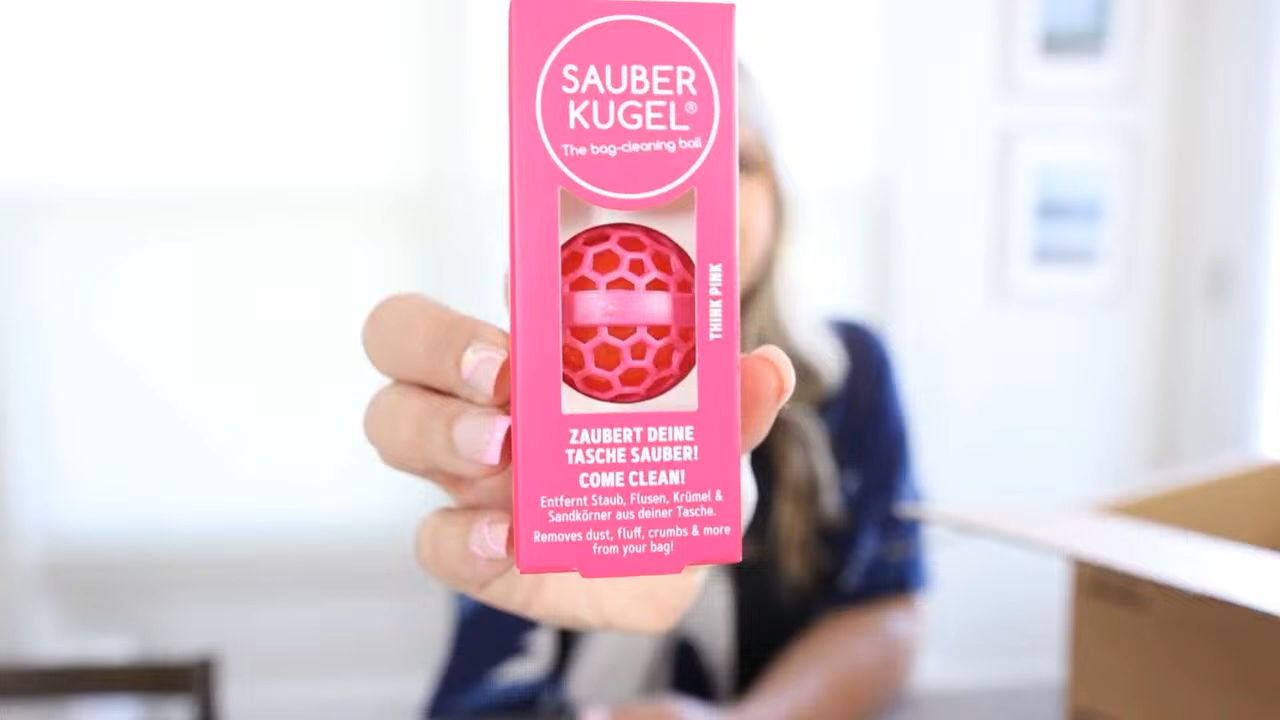 SAUBER
KUGEL®
The bag-cleaning ball
THINK PINK
ZAUBERT DEINE
TASCHE SAUBER!
COME CLEAN!
Entfernt Staub, Flusen, Krümel &
Sandkörner aus deiner Tasche.
Removes dust, fluff, crumbs & more
from your bag!